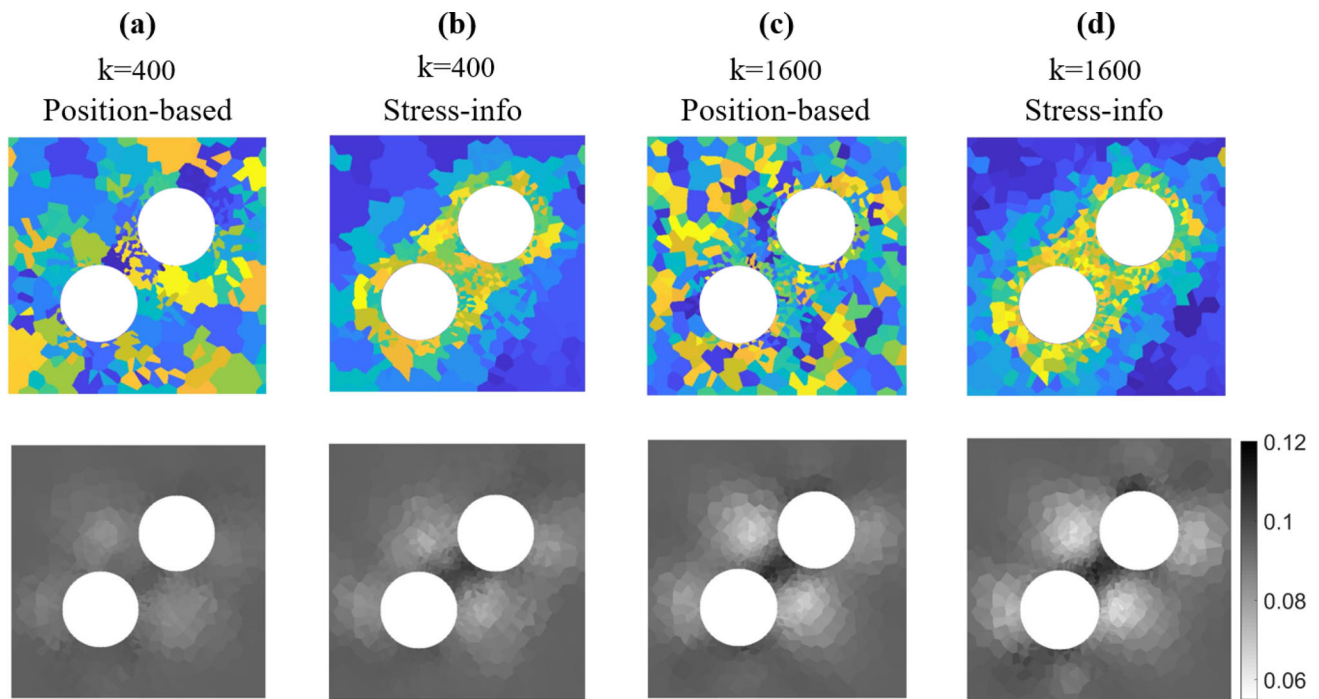 (a)
k=400
Position-based
(b)
k=400
Stress-info
(c)
k=1600
Position-based
(d)
k=1600
Stress-info
0.12
0.1
0.08
0.06